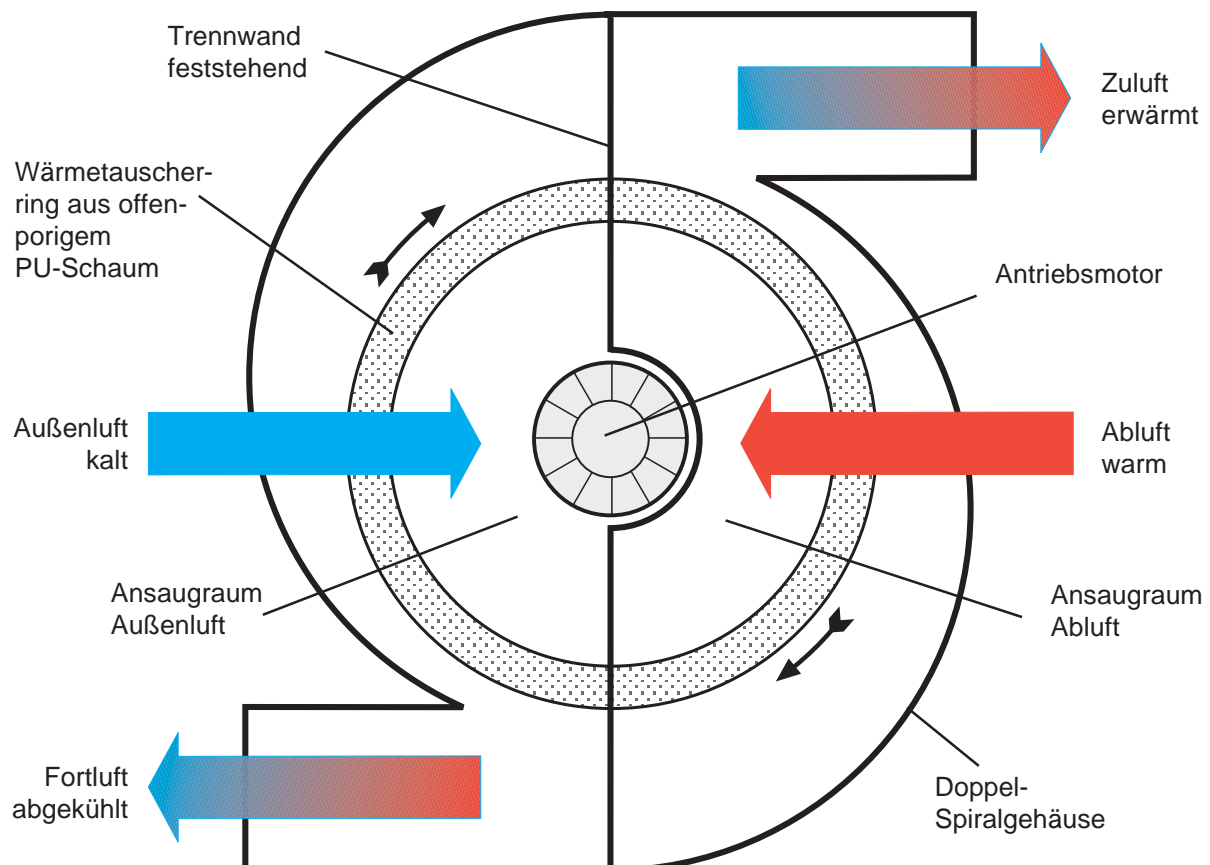 Trennwand
feststehend
Zuluft
erwärmt
Wärmetauscher-
ring aus offen-
porigem
PU-Schaum
Antriebsmotor
Außenluft
kalt
Abluft
warm
Ansaugraum
Außenluft
Ansaugraum
Abluft
Fortluft
abgekühlt
Doppel-
Spiralgehäuse